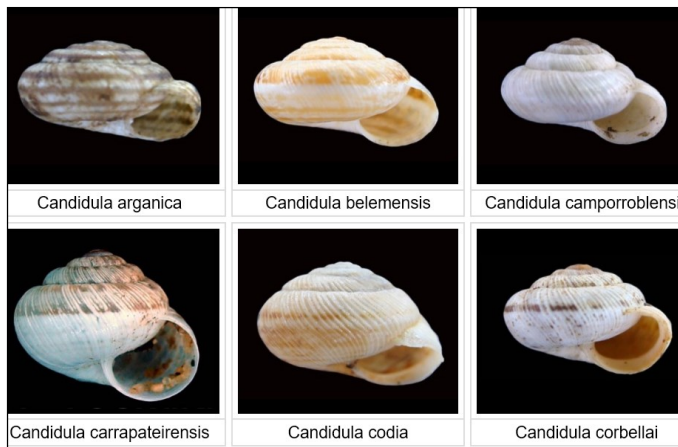 Candidula arganica
Candidula belemensis
Candidula camporroblensi
Candidula carrapateirensis
Candidula codia
Candidula corbellai